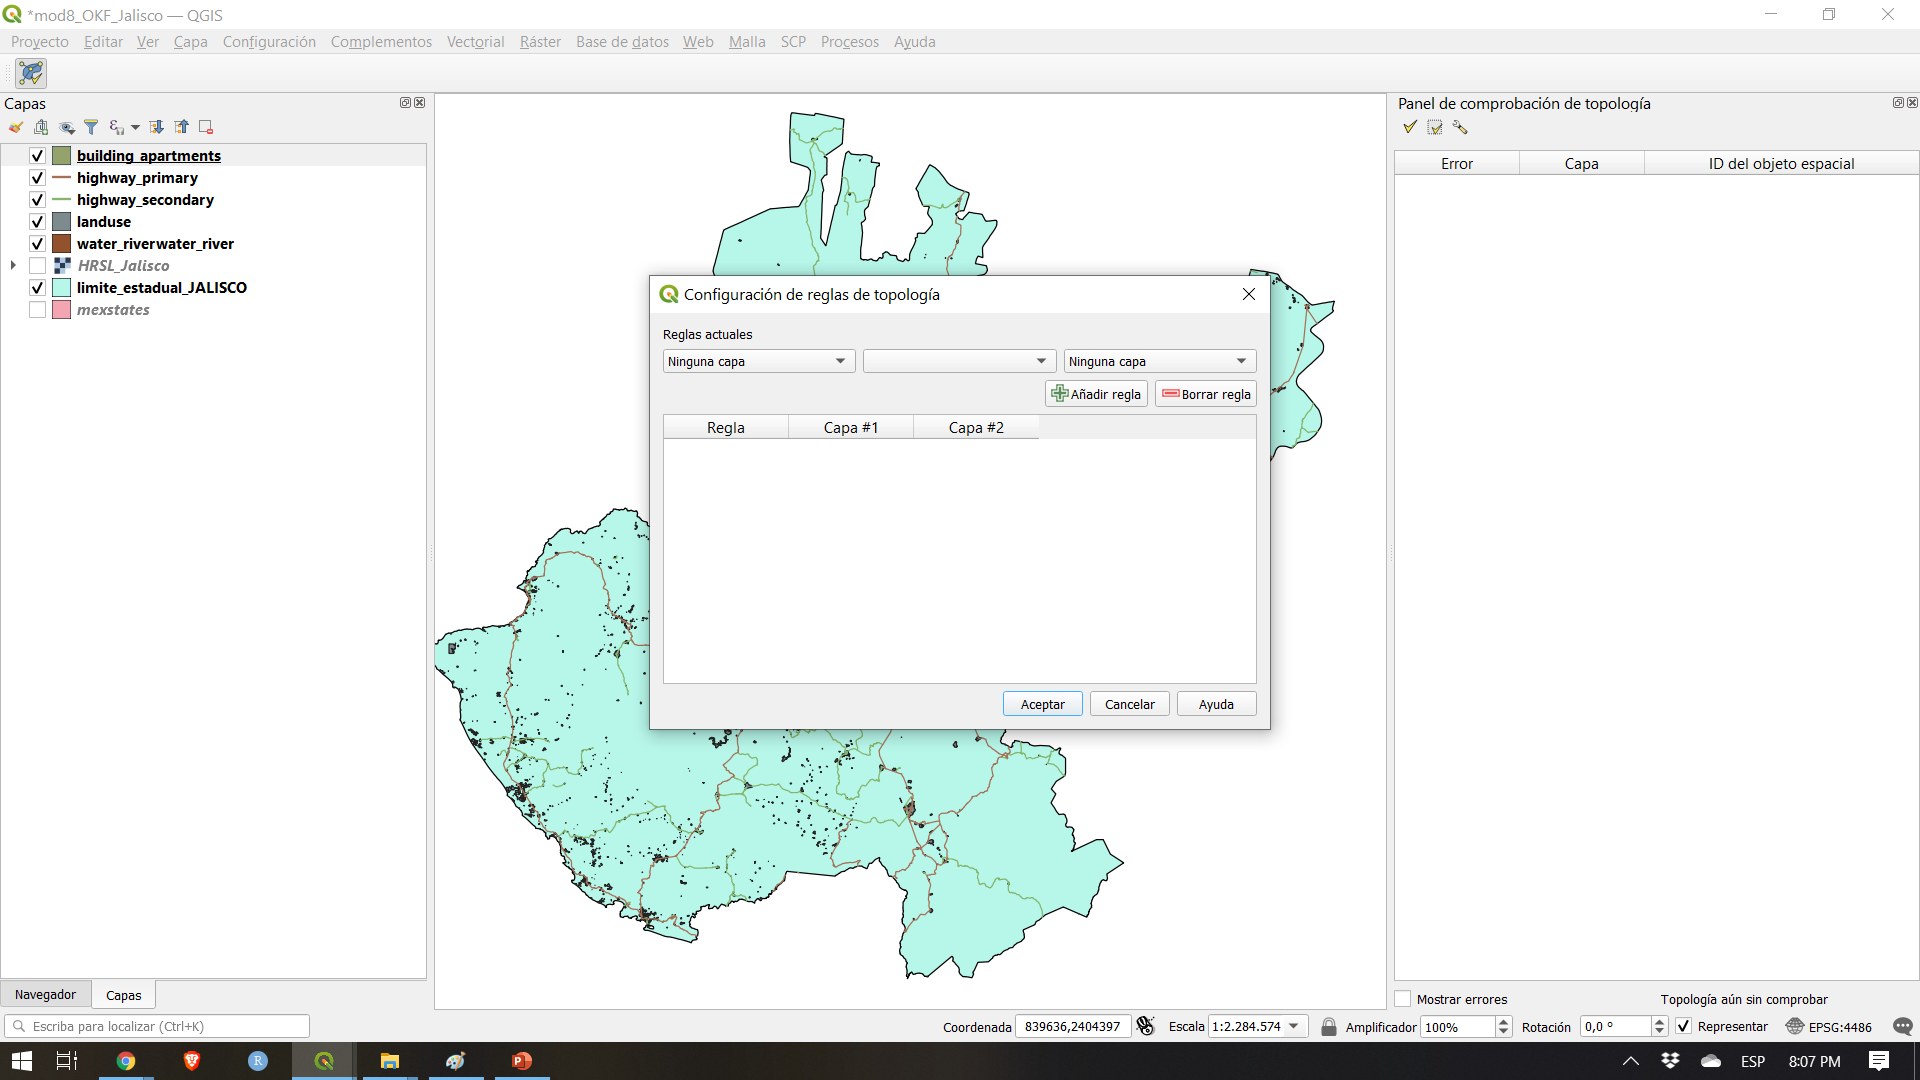 *mod8_OKF_Jalisco — QGIS
Proyecto Editar Ver Capa Configuración Complementos Vectorial Ráster Base de datos Web Malla SCP Procesos Ayuda
Capas
building_apartments
highway_primary
highway_secondary
landuse
water_riverwater_river
HRSL_Jalisco
limite_estadual_JALISCO
mexstates
Navegador Capas
Configuración de reglas de topología
Reglas actuales
Ninguna capa Ninguna capa
Añadir regla Borrar regla
Regla Capa #1 Capa #2
Aceptar Cancelar Ayuda
Panel de comprobación de topología
Error Capa ID del objeto espacial
Mostrar errores Topología aún sin comprobar
Escriba para localizar (Ctrl+K) Coordenada 839636,2404397 Escala 1:2.284.574 Amplificador 100% Rotación 0,0 ° Representar EPSG:4486
ESP 8:07 PM